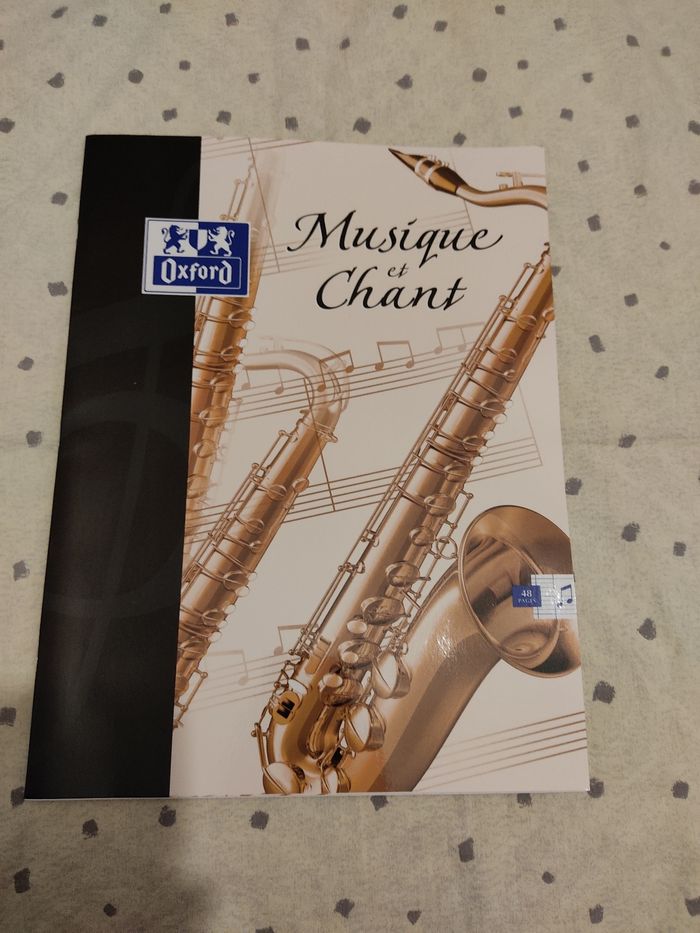 Musique
et
Chant
Oxford
48
PAGES